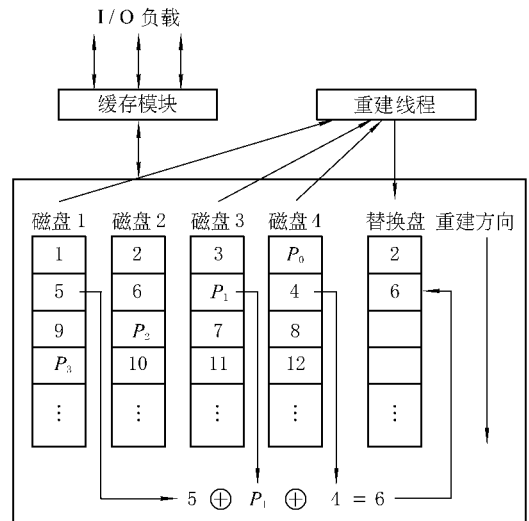 I/O 负载
缓存模块 重建线程
磁盘1 磁盘2 磁盘3 磁盘4 替换盘 重建方向
1 2 3 P₀ 2
5 6 P₁ 4 6
9 P₂ 7 8
P₃ 10 11 12
⋮ ⋮ ⋮ ⋮ ⋮
5 ⊕ P₁ ⊕ 4 = 6